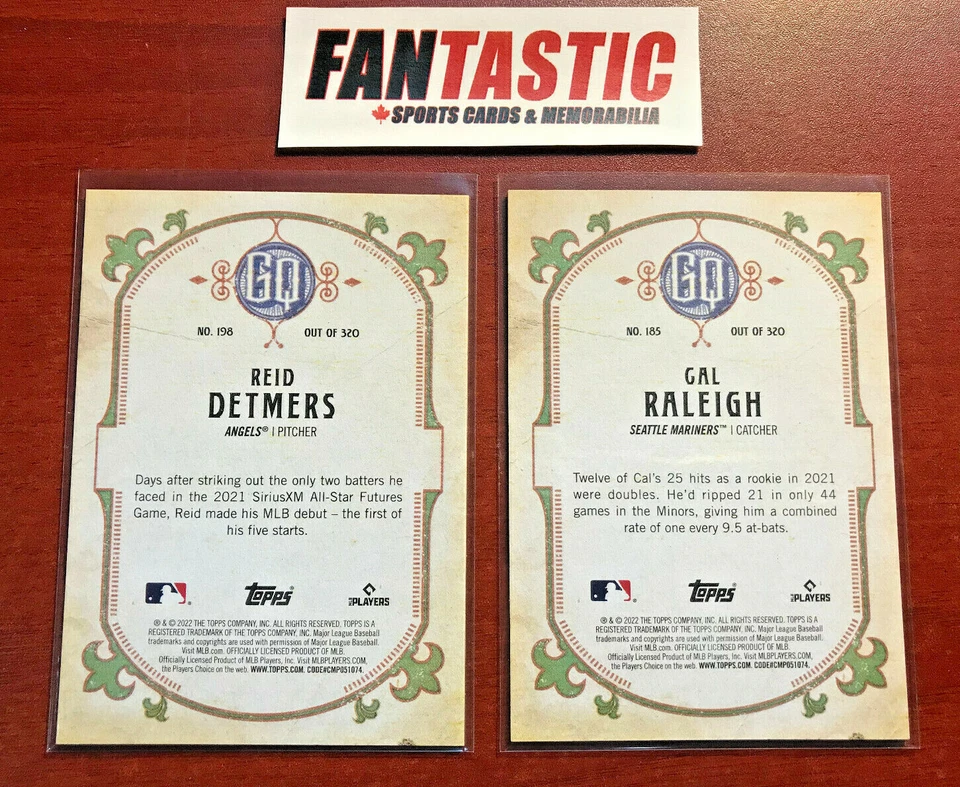 FANTASTIC
SPORTS CARDS & MEMORABILIA
GQ
NO. 198 OUT OF 320
REID
DETMERS
ANGELS® | PITCHER
Days after striking out the only two batters he
faced in the 2021 SiriusXM All-Star Futures
Game, Reid made his MLB debut – the first of
his five starts.
Topps®
MLB PLAYERS
® & © 2022 THE TOPPS COMPANY, INC. ALL RIGHTS RESERVED. TOPPS IS A
REGISTERED TRADEMARK OF THE TOPPS COMPANY, INC. Major League Baseball
trademarks and copyrights are used with permission of Major League Baseball.
Visit MLB.com. OFFICIALLY LICENSED PRODUCT OF MLB.
Officially Licensed Product of MLB Players, Inc. Visit MLBPLAYERS.COM,
the Players Choice on the web. WWW.TOPPS.COM. CODE#CMP051074.
GQ
NO. 185 OUT OF 320
CAL
RALEIGH
SEATTLE MARINERS™ | CATCHER
Twelve of Cal's 25 hits as a rookie in 2021
were doubles. He'd ripped 21 in only 44
games in the Minors, giving him a combined
rate of one every 9.5 at-bats.
Topps®
MLB PLAYERS
® & © 2022 THE TOPPS COMPANY, INC. ALL RIGHTS RESERVED. TOPPS IS A
REGISTERED TRADEMARK OF THE TOPPS COMPANY, INC. Major League Baseball
trademarks and copyrights are used with permission of Major League Baseball.
Visit MLB.com. OFFICIALLY LICENSED PRODUCT OF MLB.
Officially Licensed Product of MLB Players, Inc. Visit MLBPLAYERS.COM,
the Players Choice on the web. WWW.TOPPS.COM. CODE#CMP051074.